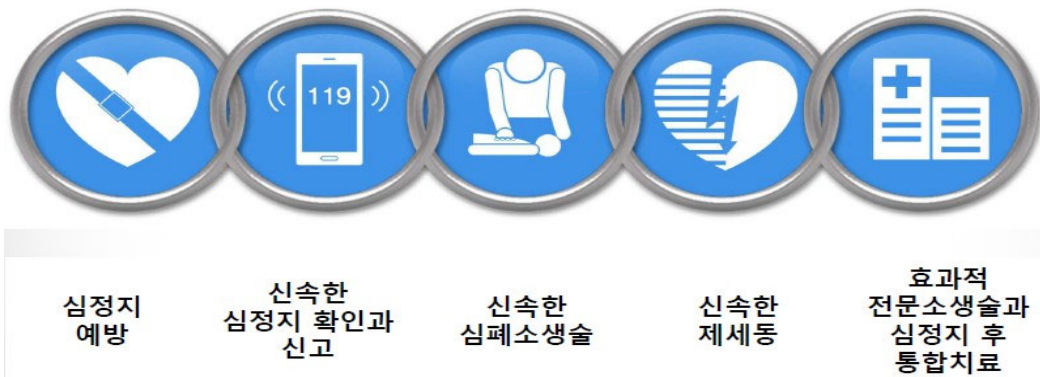 119
심정지
예방
신속한
심정지 확인과
신고
신속한
심폐소생술
신속한
제세동
효과적
전문소생술과
심정지 후
통합치료